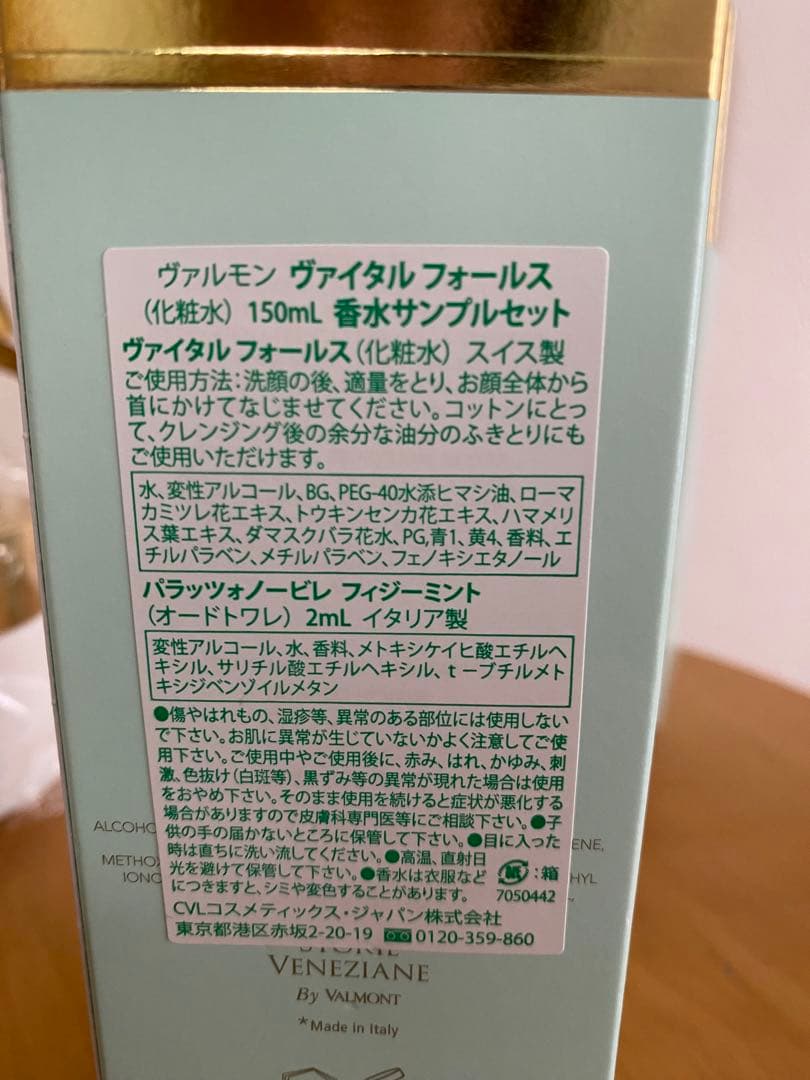 ヴァルモン ヴァイタル フォールス
(化粧水) 150mL 香水サンプルセット
ヴァイタル フォールス(化粧水) スイス製
ご使用方法:洗顔の後、適量をとり、お顔全体から
首にかけてなじませてください。コットンにとっ
て、クレンジング後の余分な油分のふきとりにも
ご使用いただけます。
水、変性アルコール、BG、PEG-40水添ヒマシ油、ローマ
カミツレ花エキス、トウキンセンカ花エキス、ハマメリ
ス葉エキス、ダマスクバラ花水、PG、青1、黄4、香料、エ
チルパラベン、メチルパラベン、フェノキシエタノール
パラッツォノービレ フィジーミント
(オードトワレ) 2mL イタリア製
変性アルコール、水、香料、メトキシケイヒ酸エチルヘ
キシル、サリチル酸エチルヘキシル、t－ブチルメト
キシジベンゾイルメタン
●傷やはれもの、湿疹等、異常のある部位には使用しない
で下さい。お肌に異常が生じていないかよく注意してご使
用下さい。ご使用中やご使用後に、赤み、はれ、かゆみ、刺
激、色抜け(白斑等)、黒ずみ等の異常が現れた場合は使用
をおやめ下さい。そのまま使用を続けると症状が悪化する
場合がありますので皮膚科専門医等にご相談下さい。●子
供の手の届かないところに保管して下さい。●目に入った
時は直ちに洗い流してください。●高温、直射日
光を避けて保管して下さい。●香水は衣服など
につきますと、シミや変色することがあります。
紙:箱
7050442
CVLコスメティックス・ジャパン株式会社
東京都港区赤坂2-20-19 0120-359-860
ALCOHO
ENE,
METHOX
HYL
IONO
STORIE
VENEZIANE
By VALMONT
*Made in Italy